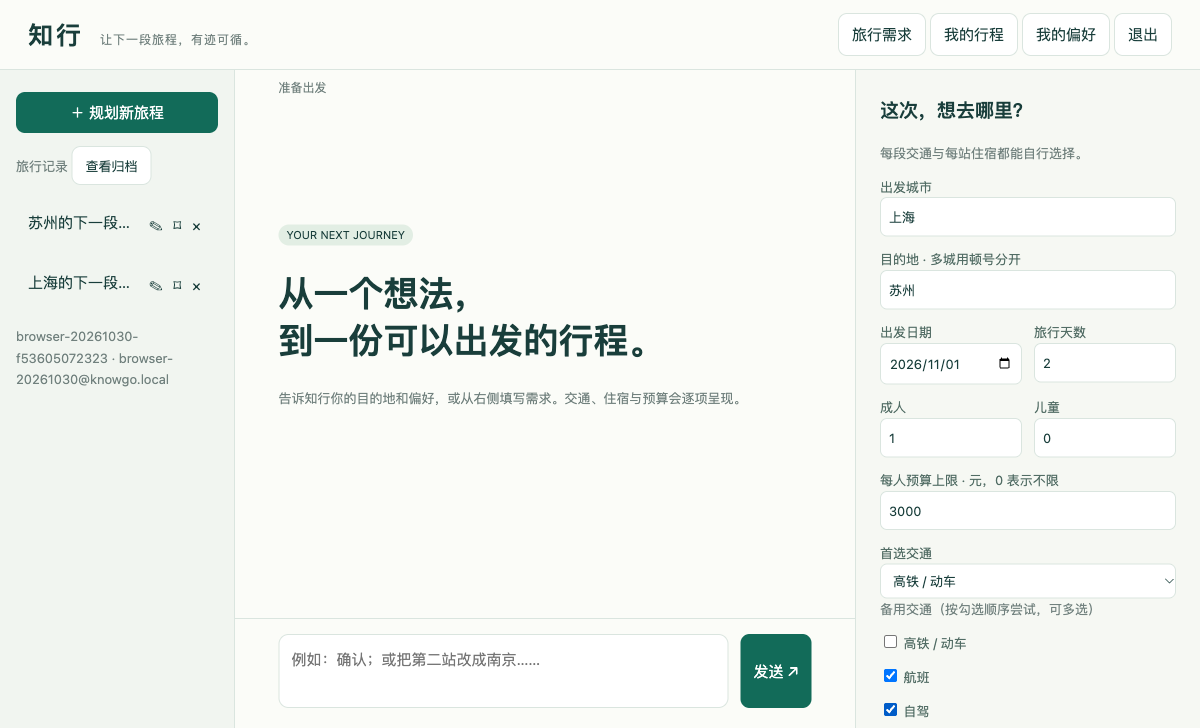 知行
让下一段旅程，有迹可循。
旅行需求
我的行程
我的偏好
退出
＋ 规划新旅程
旅行记录
查看归档
苏州的下一段…
上海的下一段…
browser-20261030-
f53605072323 · browser-
20261030@knowgo.local
准备出发
YOUR NEXT JOURNEY
从一个想法，
到一份可以出发的行程。
告诉知行你的目的地和偏好，或从右侧填写需求。交通、住宿与预算会逐项呈现。
例如：确认；或把第二站改成南京……
发送 ↗
这次，想去哪里？
每段交通与每站住宿都能自行选择。
出发城市
上海
目的地 · 多城用顿号分开
苏州
出发日期
旅行天数
2026/11/01
2
成人
儿童
1
0
每人预算上限 · 元，0 表示不限
3000
首选交通
高铁 / 动车
备用交通（按勾选顺序尝试，可多选）
高铁 / 动车
航班
自驾